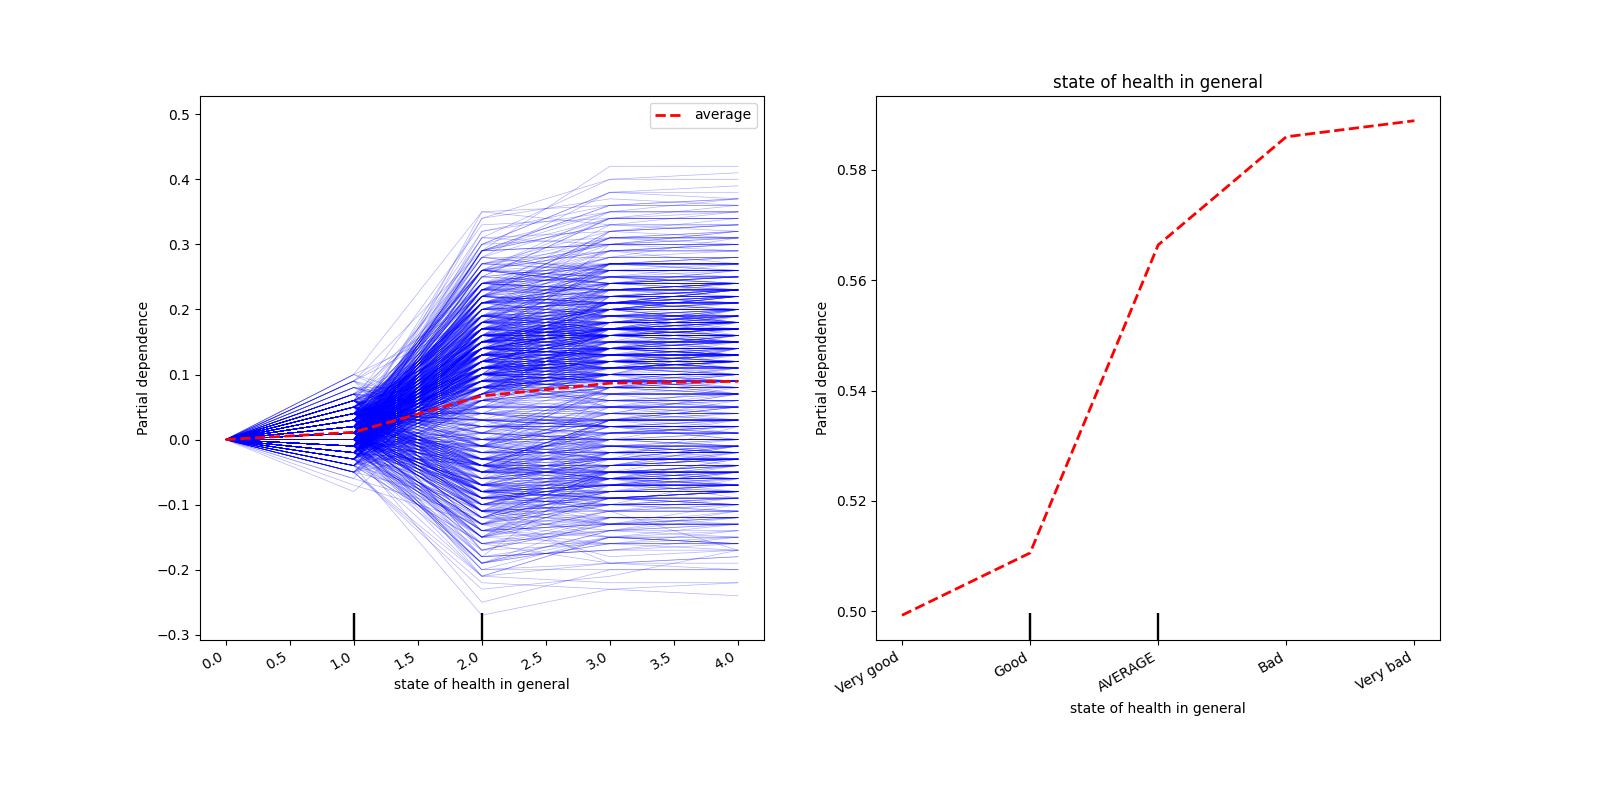 average
0.5
0.4
0.3
0.2
0.1
0.0
−0.1
−0.2
−0.3
Partial dependence
0.0 0.5 1.0 1.5 2.0 2.5 3.0 3.5 4.0
state of health in general
state of health in general
0.58
0.56
0.54
0.52
0.50
Partial dependence
Very good Good AVERAGE Bad Very bad
state of health in general